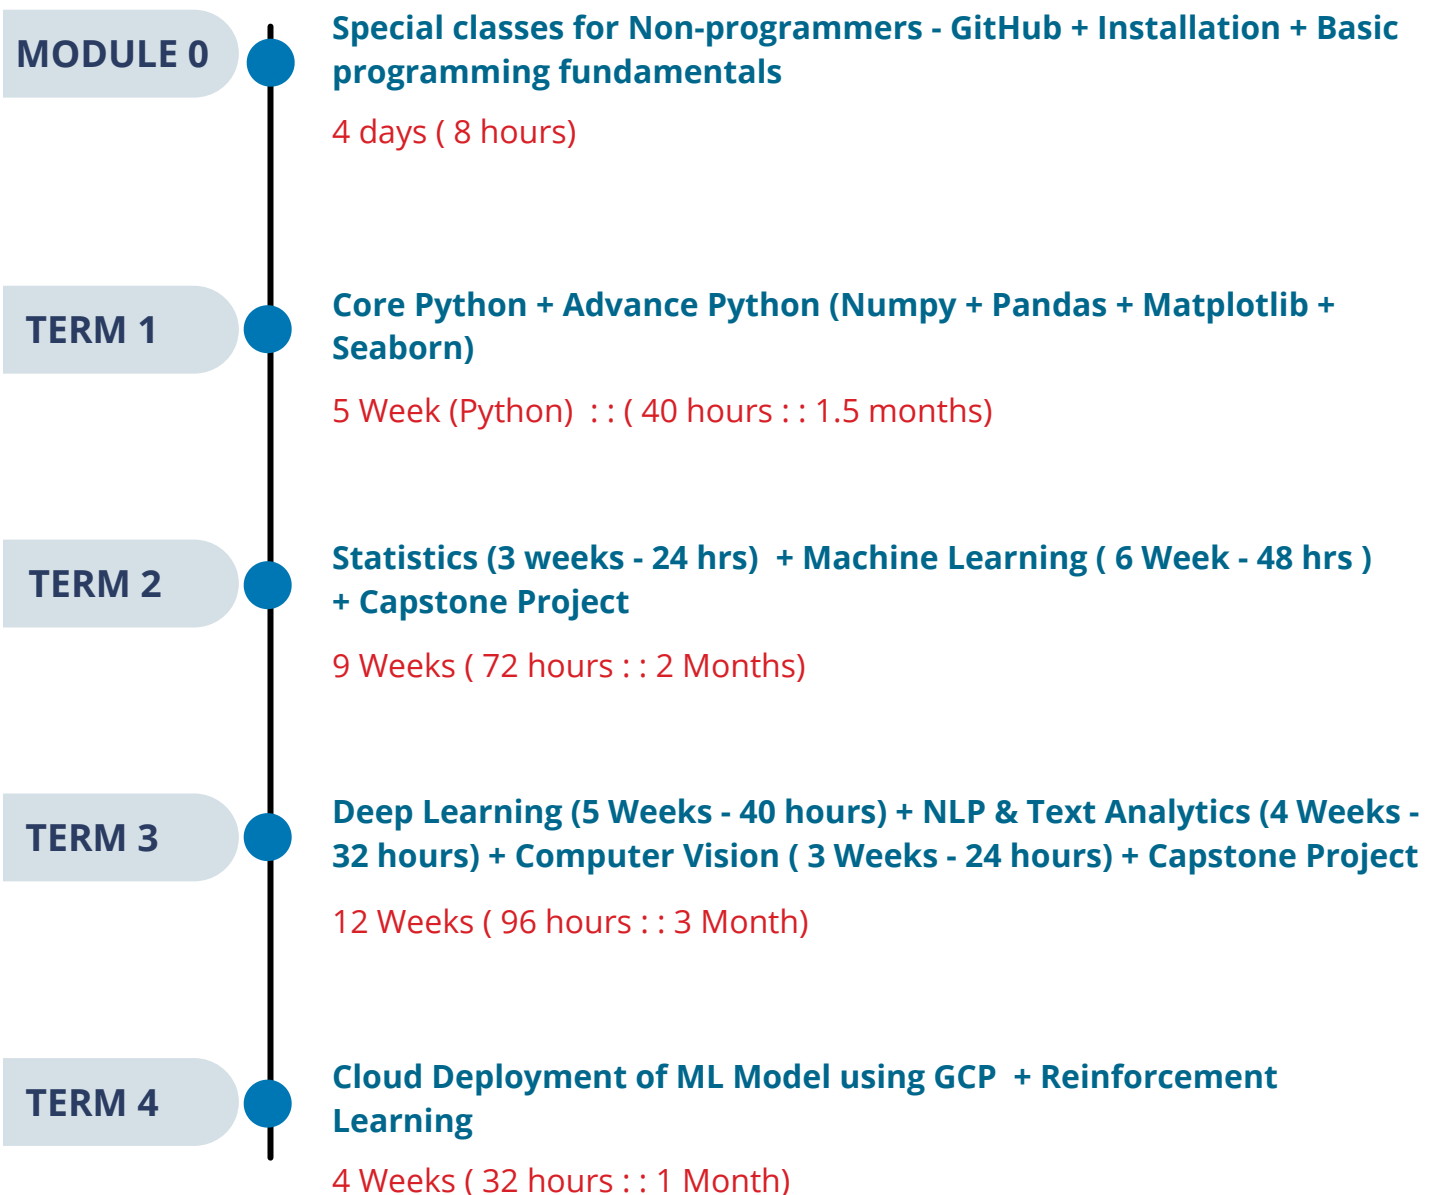 MODULE 0
Special classes for Non-programmers - GitHub + Installation + Basic
programming fundamentals
4 days ( 8 hours)
TERM 1
Core Python + Advance Python (Numpy + Pandas + Matplotlib +
Seaborn)
5 Week (Python)  : : ( 40 hours : : 1.5 months)
TERM 2
Statistics (3 weeks - 24 hrs)  + Machine Learning ( 6 Week - 48 hrs )
+ Capstone Project
9 Weeks ( 72 hours : : 2 Months)
TERM 3
Deep Learning (5 Weeks - 40 hours) + NLP & Text Analytics (4 Weeks -
32 hours) + Computer Vision ( 3 Weeks - 24 hours) + Capstone Project
12 Weeks ( 96 hours : : 3 Month)
TERM 4
Cloud Deployment of ML Model using GCP  + Reinforcement
Learning
4 Weeks ( 32 hours : : 1 Month)